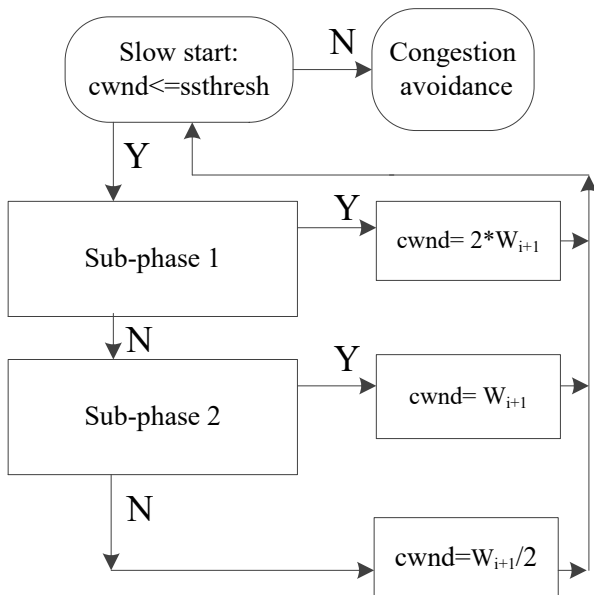 Slow start:
cwnd<=ssthresh
N
Congestion
avoidance
Y
Sub-phase 1
Y
cwnd= 2*Wᵢ₊₁
N
Sub-phase 2
Y
cwnd= Wᵢ₊₁
N
cwnd=Wᵢ₊₁/2